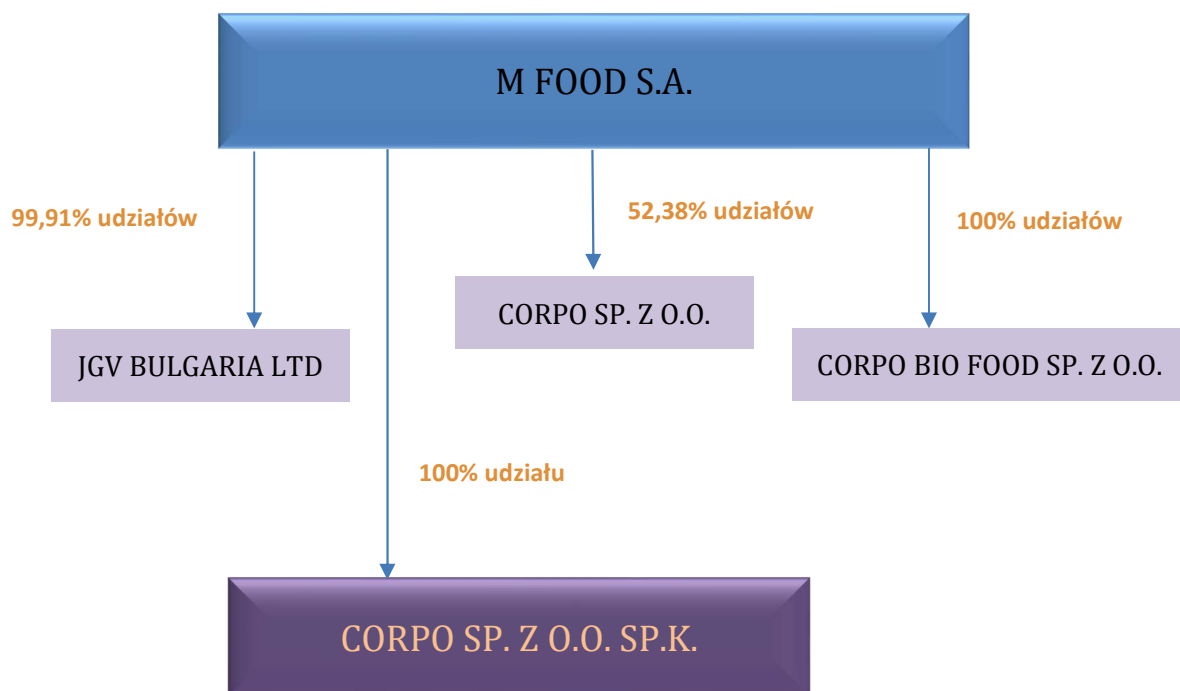 M FOOD S.A.
99,91% udziałów
52,38% udziałów
100% udziałów
CORPO SP. Z O.O.
JGV BULGARIA LTD
CORPO BIO FOOD SP. Z O.O.
100% udziału
CORPO SP. Z O.O. SP.K.